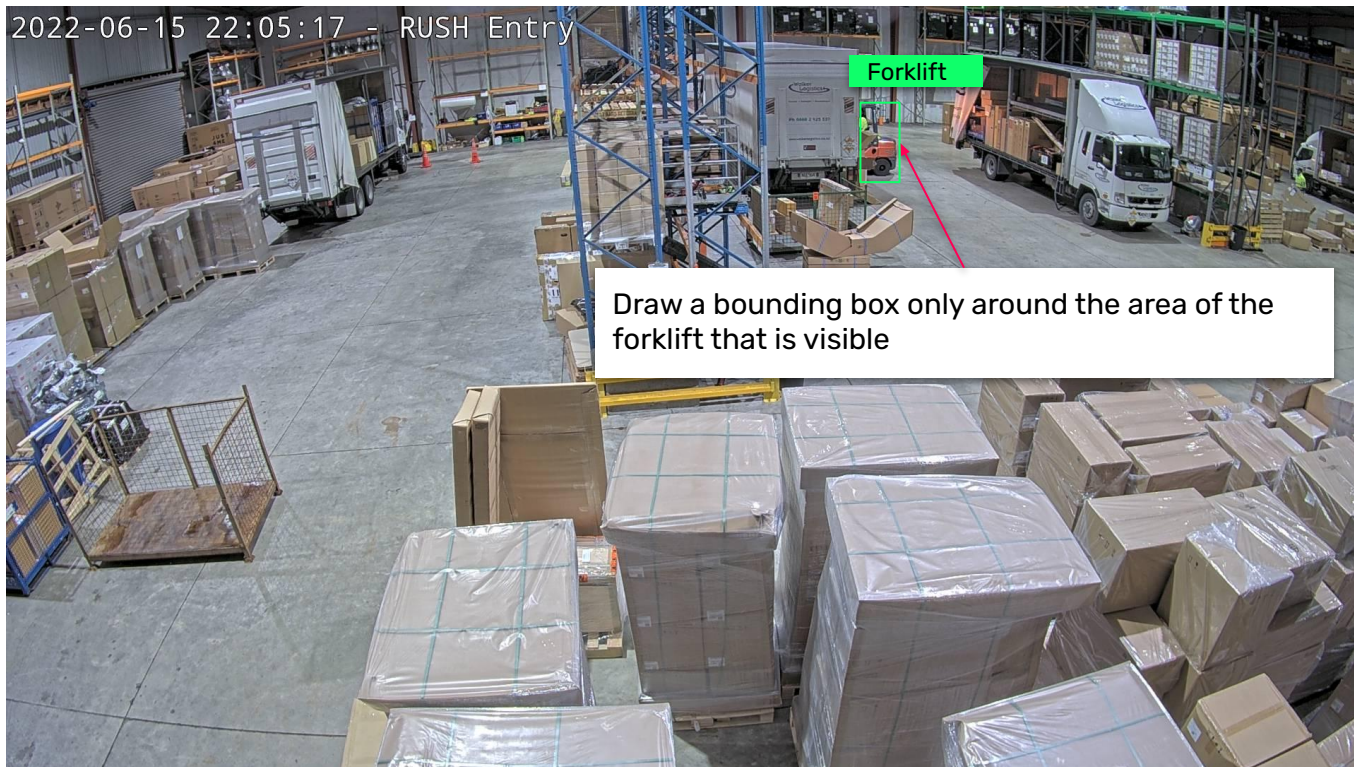 2022-06-15 22:05:17 - RUSH Entry
Forklift
Draw a bounding box only around the area of the
forklift that is visible